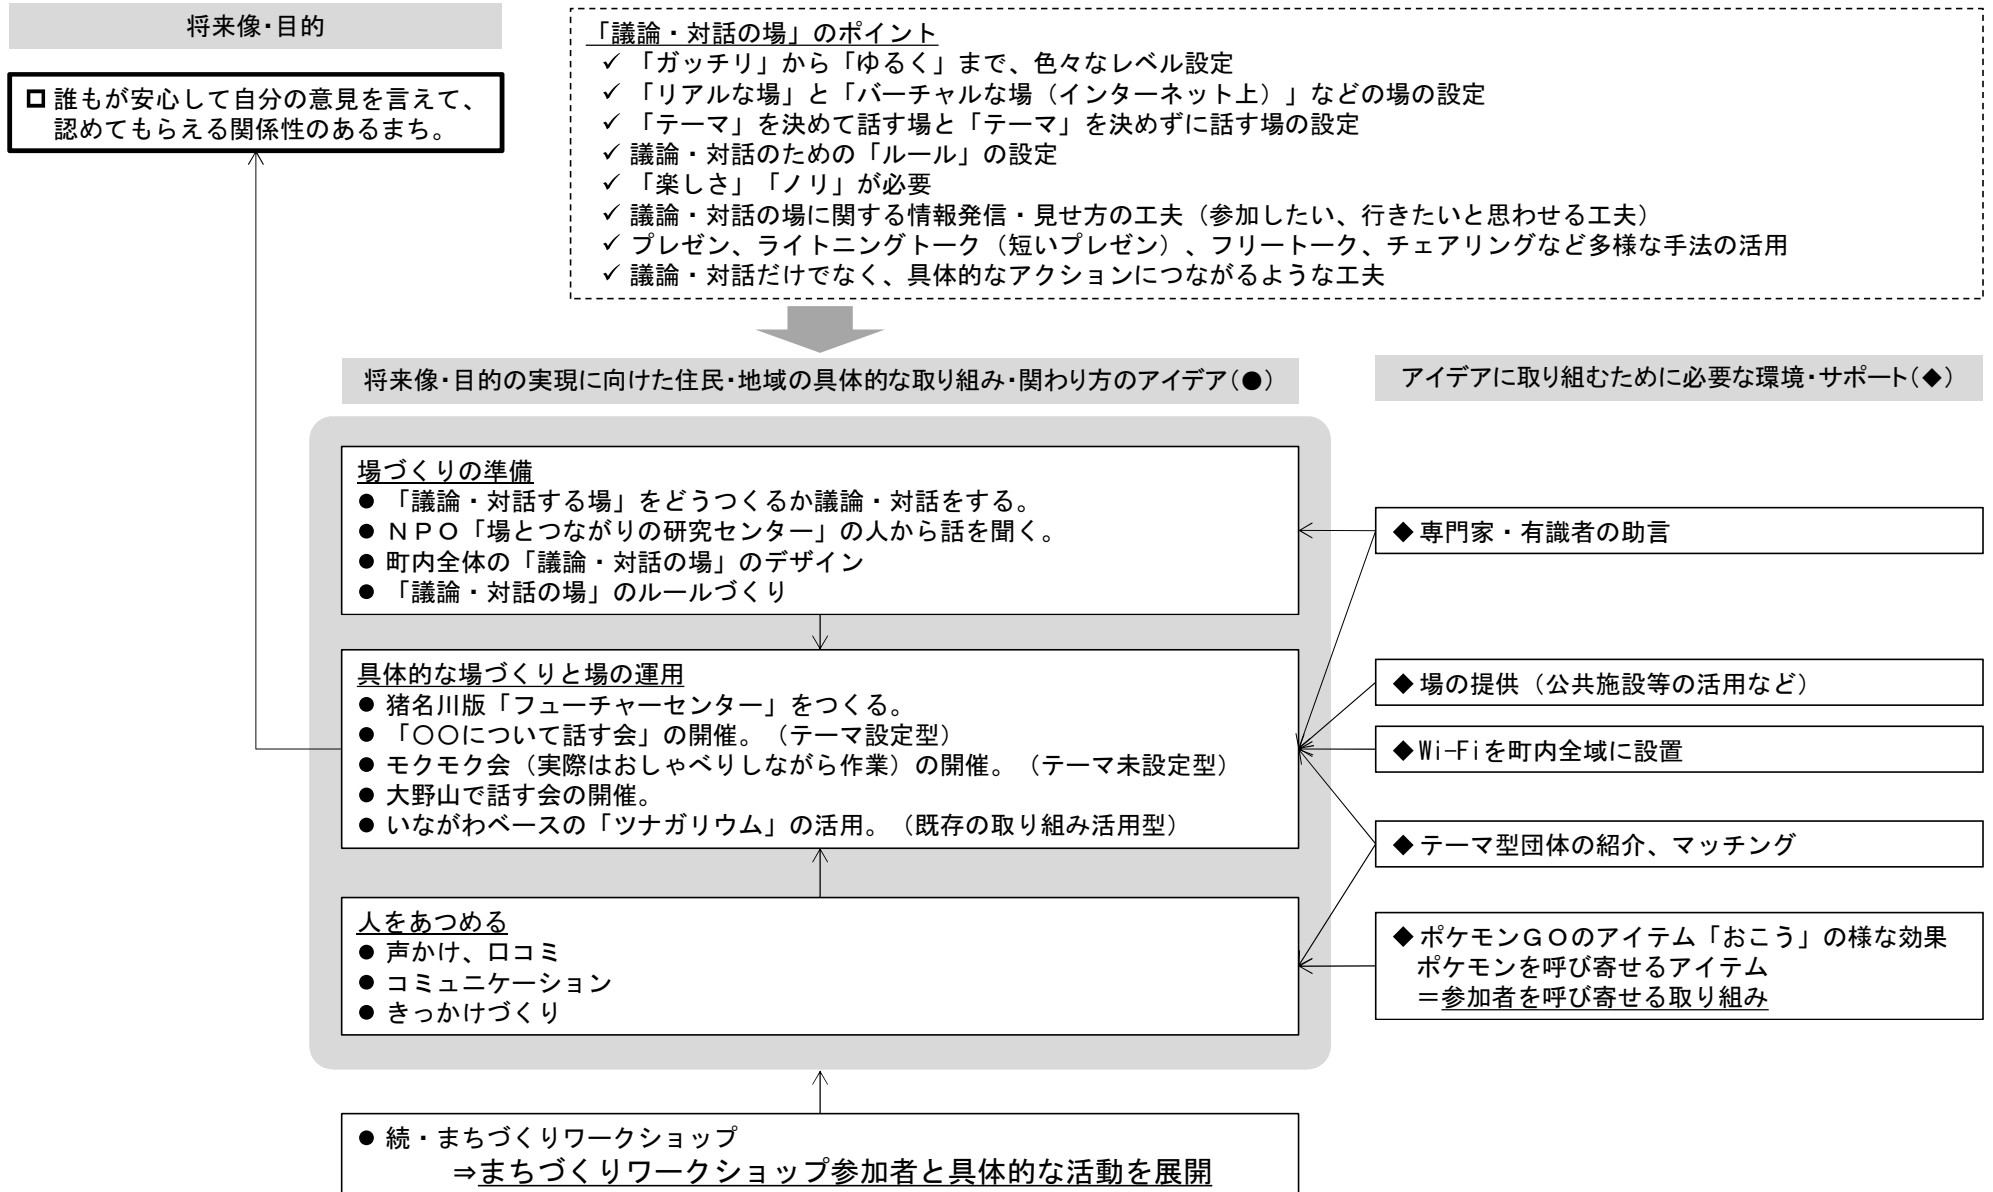 将来像・目的
□ 誰もが安心して自分の意見を言えて、
認めてもらえる関係性のあるまち。
「議論・対話の場」のポイント
✓ 「ガッチリ」から「ゆるく」まで、色々なレベル設定
✓ 「リアルな場」と「バーチャルな場（インターネット上）」などの場の設定
✓ 「テーマ」を決めて話す場と「テーマ」を決めずに話す場の設定
✓ 議論・対話のための「ルール」の設定
✓ 「楽しさ」「ノリ」が必要
✓ 議論・対話の場に関する情報発信・見せ方の工夫（参加したい、行きたいと思わせる工夫）
✓ プレゼン、ライトニングトーク（短いプレゼン）、フリートーク、チェアリングなど多様な手法の活用
✓ 議論・対話だけでなく、具体的なアクションにつながるような工夫
将来像・目的の実現に向けた住民・地域の具体的な取り組み・関わり方のアイデア（●）
場づくりの準備
● 「議論・対話する場」をどうつくるか議論・対話をする。
● ＮＰＯ「場とつながりの研究センター」の人から話を聞く。
● 町内全体の「議論・対話の場」のデザイン
● 「議論・対話の場」のルールづくり
具体的な場づくりと場の運用
● 猪名川版「フューチャーセンター」をつくる。
● 「〇〇について話す会」の開催。（テーマ設定型）
● モクモク会（実際はおしゃべりしながら作業）の開催。（テーマ未設定型）
● 大野山で話す会の開催。
● いながわベースの「ツナガリウム」の活用。（既存の取り組み活用型）
人をあつめる
● 声かけ、口コミ
● コミュニケーション
● きっかけづくり
● 続・まちづくりワークショップ
⇒まちづくりワークショップ参加者と具体的な活動を展開
アイデアに取り組むために必要な環境・サポート（◆）
◆ 専門家・有識者の助言
◆ 場の提供（公共施設等の活用など）
◆ Wi-Fiを町内全域に設置
◆ テーマ型団体の紹介、マッチング
◆ ポケモンＧＯのアイテム「おこう」の様な効果
ポケモンを呼び寄せるアイテム
＝参加者を呼び寄せる取り組み